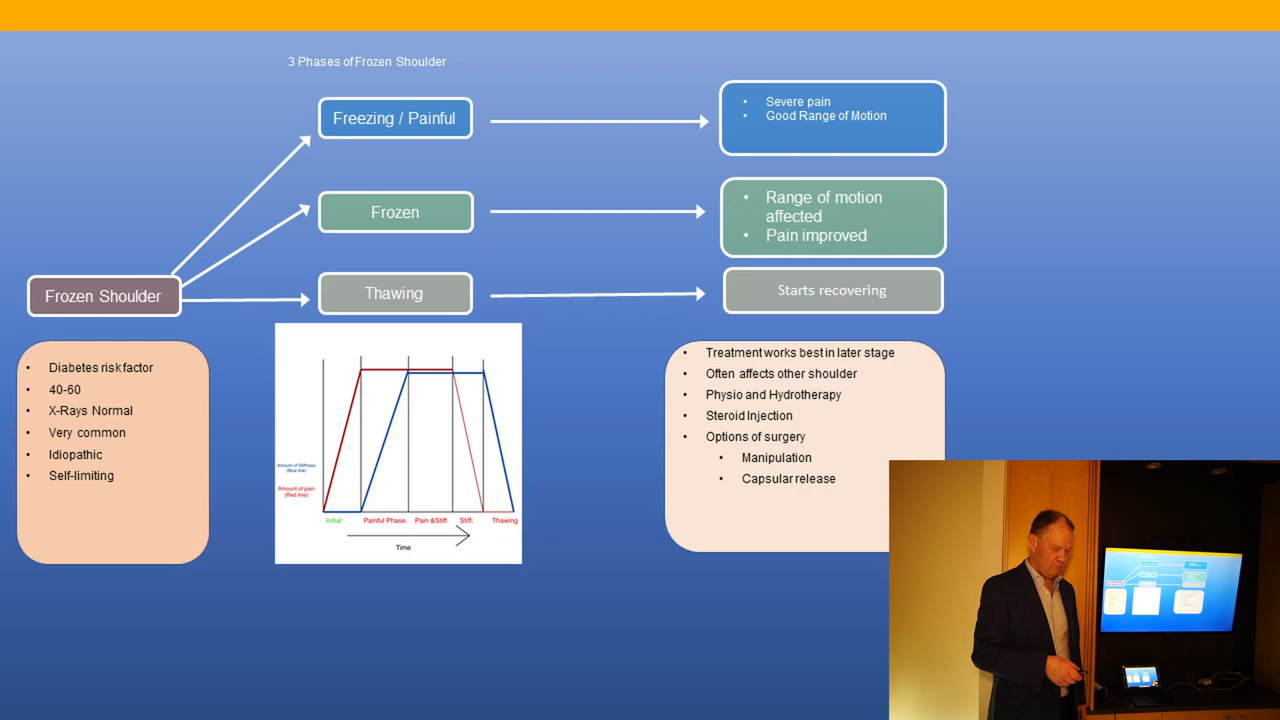 3 Phases of Frozen Shoulder
Freezing / Painful
Severe pain
Good Range of Motion
Frozen
Range of motion
affected
Pain improved
Frozen Shoulder
Thawing
Starts recovering
Diabetes risk factor
40-60
X-Rays Normal
Very common
Idiopathic
Self-limiting
Amount of Stiffness
(Blue line)
Amount of pain
(Red line)
Initial
Painful Phase.
Pain &Stiff.
Stiff.
Thawing
Time
Treatment works best in later stage
Often affects other shoulder
Physio and Hydrotherapy
Steroid Injection
Options of surgery
Manipulation
Capsular release